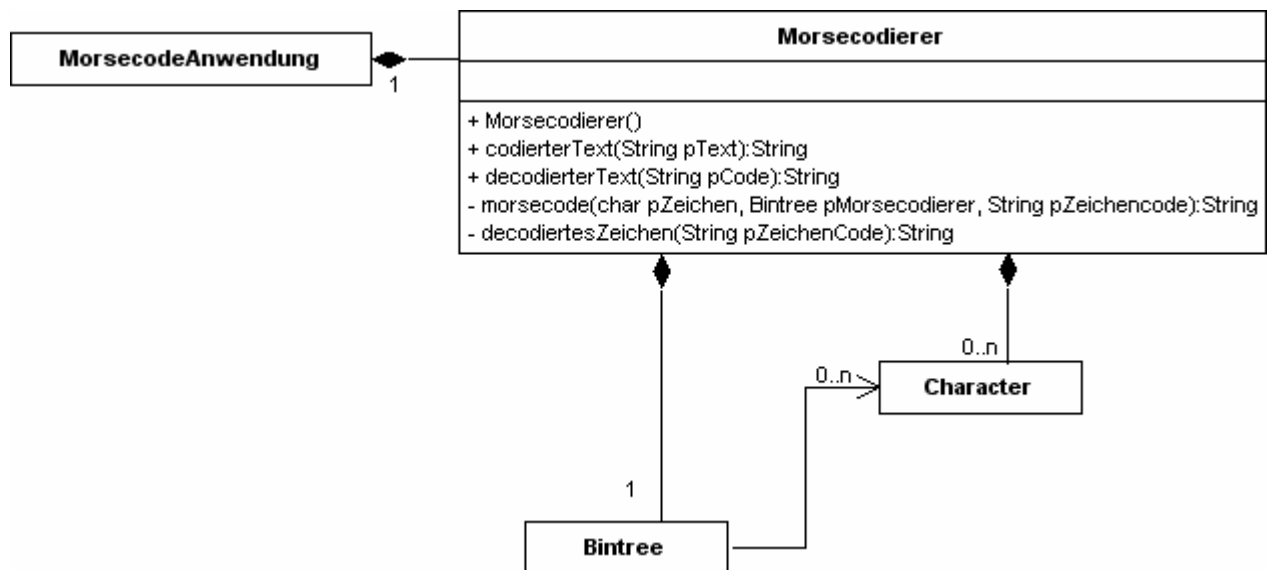 MorsecodeAnwendung
1
Morsecodierer
+ Morsecodierer()
+ codierterText(String pText):String
+ decodierterText(String pCode):String
- morsecode(char pZeichen, Bintree pMorsecodierer, String pZeichencode):String
- decodiertesZeichen(String pZeichenCode):String
0..n
0..n
Character
1
Bintree